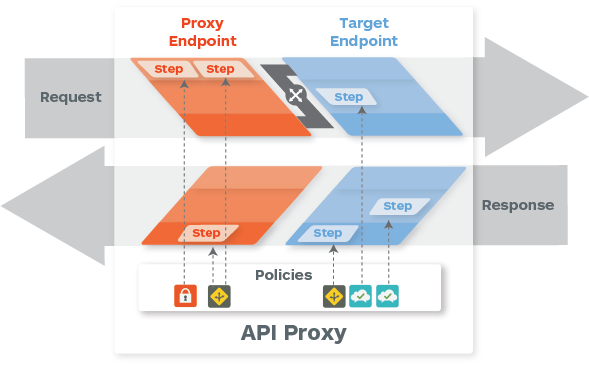 Proxy
Endpoint
Target
Endpoint
Step
Step
Request
Step
Step
Response
Step
Step
Policies
API Proxy